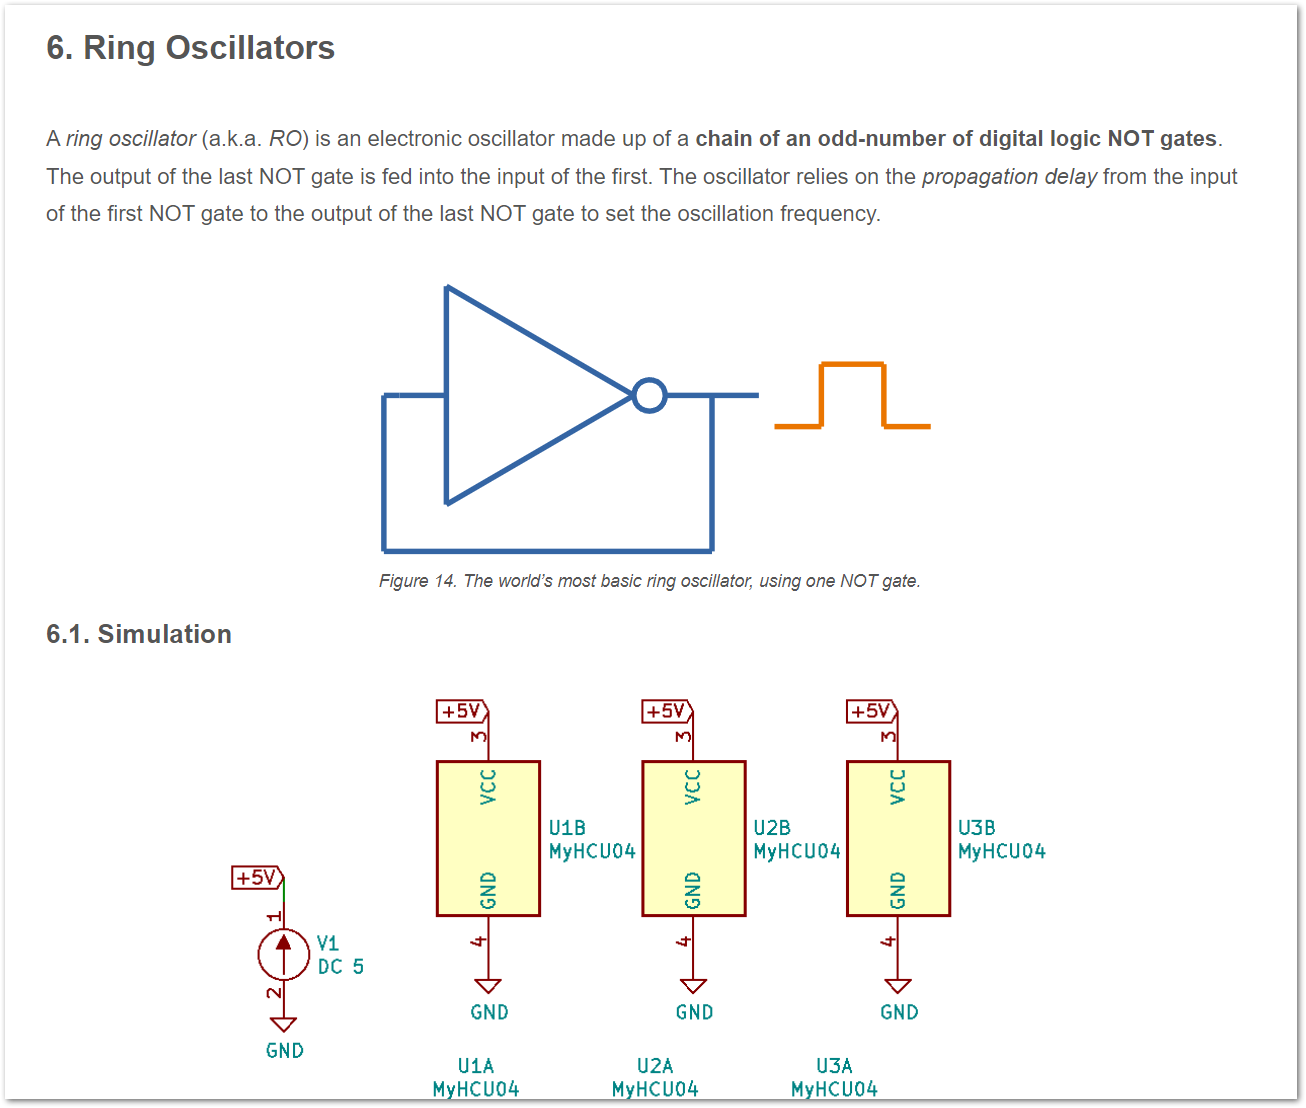 6. Ring Oscillators
A ring oscillator (a.k.a. RO) is an electronic oscillator made up of a chain of an odd-number of digital logic NOT gates.
The output of the last NOT gate is fed into the input of the first. The oscillator relies on the propagation delay from the input
of the first NOT gate to the output of the last NOT gate to set the oscillation frequency.
Figure 14. The world’s most basic ring oscillator, using one NOT gate.
6.1. Simulation
+5V
+5V
+5V
3
3
3
VCC
VCC
VCC
U1B
MyHCU04
U2B
MyHCU04
U3B
MyHCU04
GND
GND
GND
4
4
4
GND
GND
GND
+5V
1
V1
DC 5
2
GND
U1A
MyHCU04
U2A
MyHCU04
U3A
MyHCU04